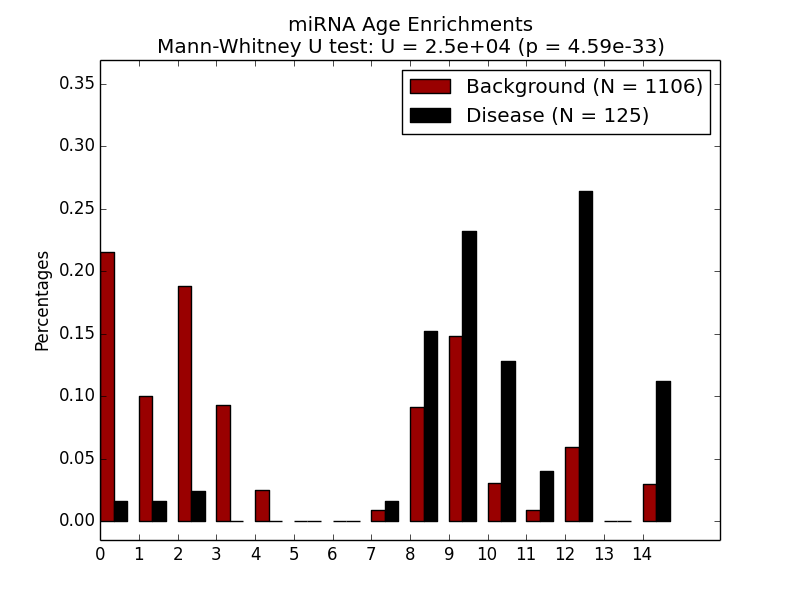 miRNA Age Enrichments
Mann-Whitney U test: U = 2.5e+04 (p = 4.59e-33)
Background (N = 1106)
Disease (N = 125)
Percentages
0.35
0.30
0.25
0.20
0.15
0.10
0.05
0.00
0 1 2 3 4 5 6 7 8 9 10 11 12 13 14